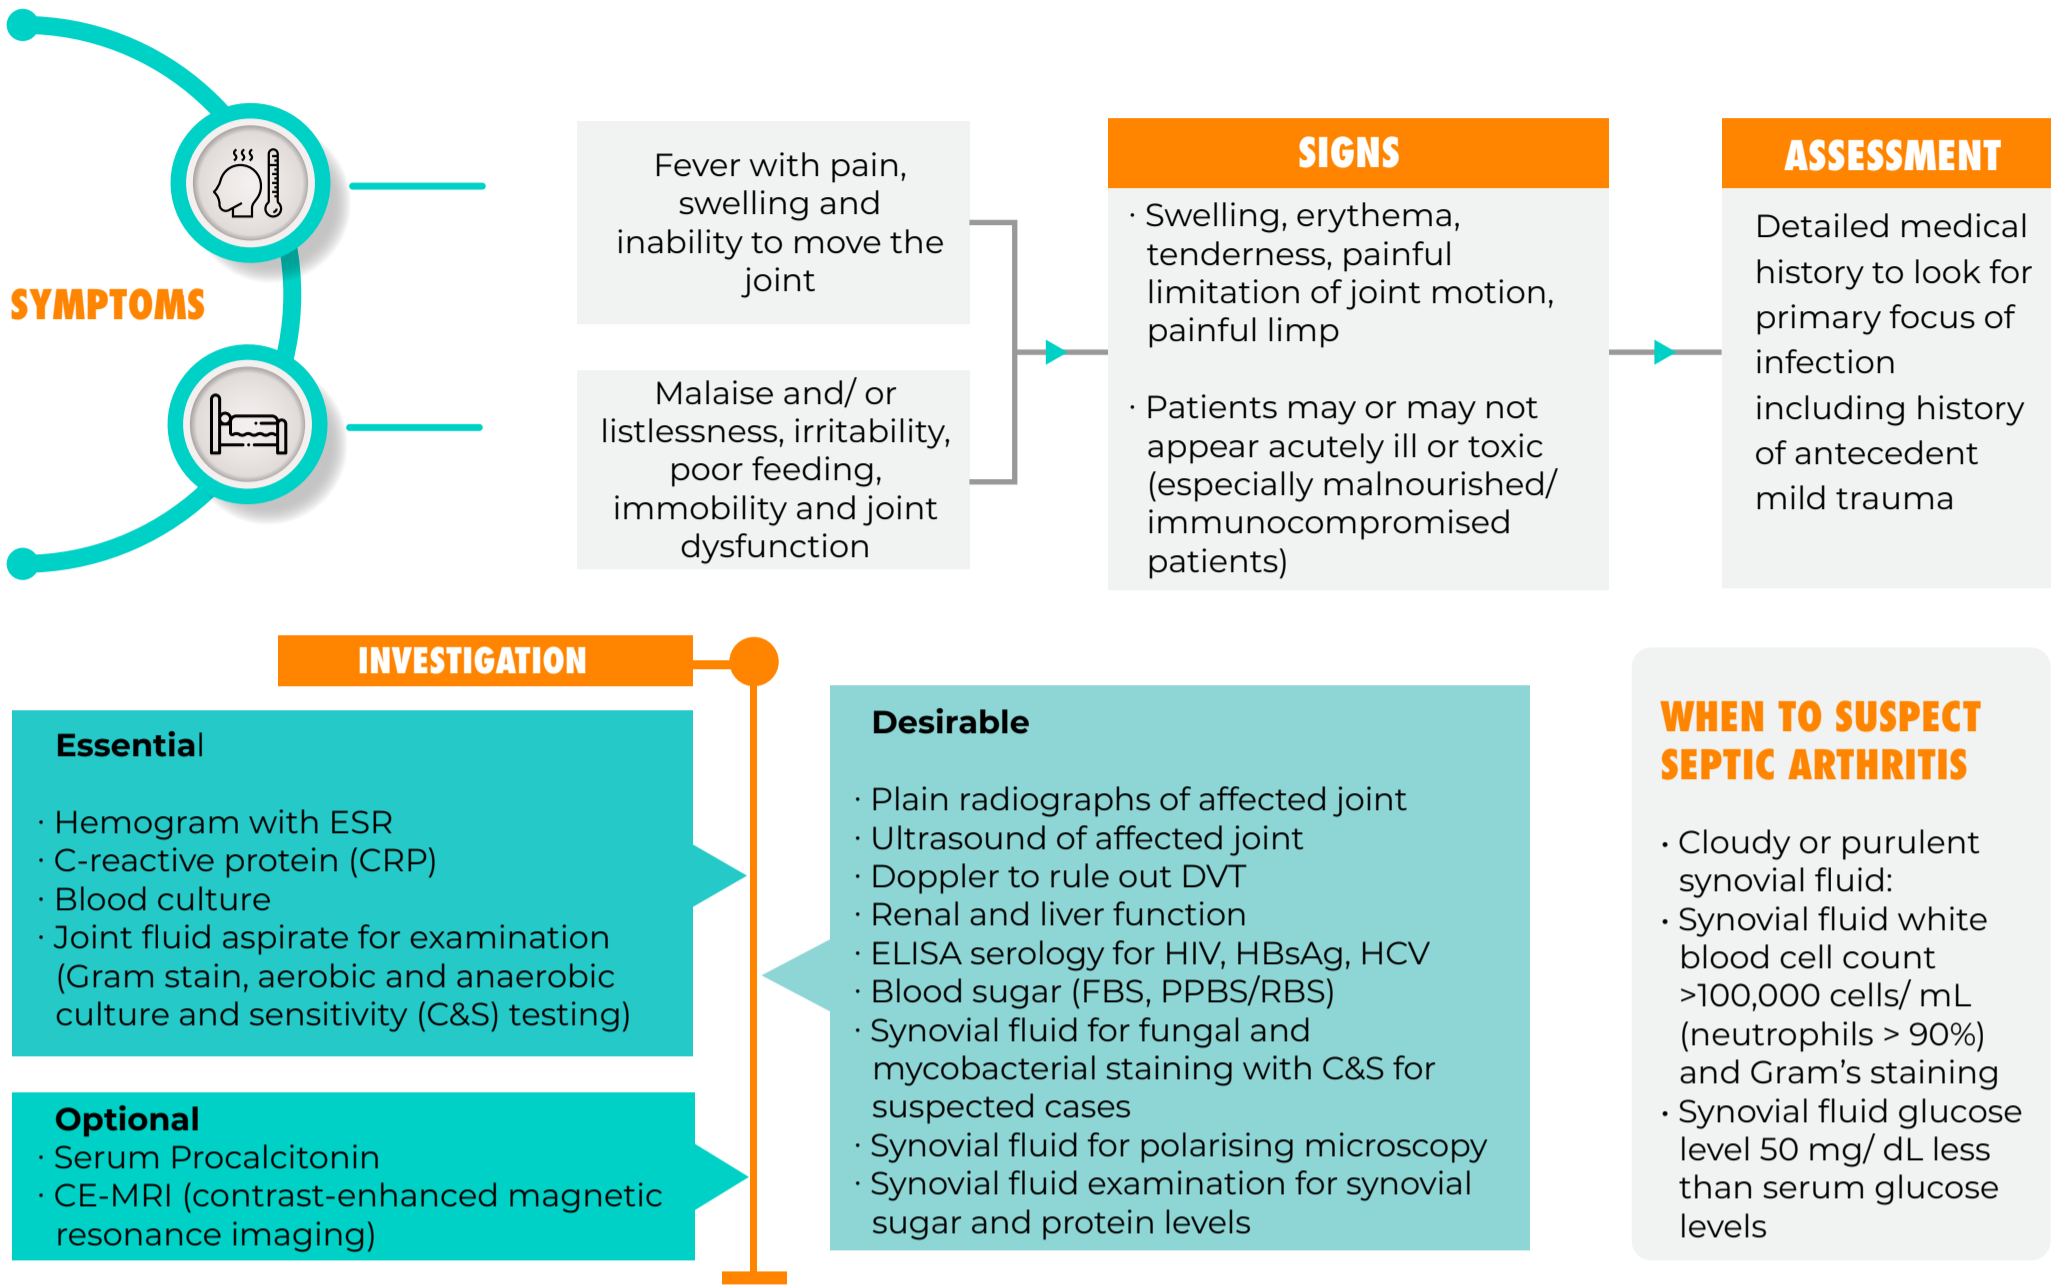 SYMPTOMS
Fever with pain,
swelling and
inability to move the
joint
Malaise and/ or
listlessness, irritability,
poor feeding,
immobility and joint
dysfunction
SIGNS
· Swelling, erythema,
tenderness, painful
limitation of joint motion,
painful limp
· Patients may or may not
appear acutely ill or toxic
(especially malnourished/
immunocompromised
patients)
ASSESSMENT
Detailed medical
history to look for
primary focus of
infection
including history
of antecedent
mild trauma
INVESTIGATION
Essential
· Hemogram with ESR
· C-reactive protein (CRP)
· Blood culture
· Joint fluid aspirate for examination
(Gram stain, aerobic and anaerobic
culture and sensitivity (C&S) testing)
Optional
· Serum Procalcitonin
· CE-MRI (contrast-enhanced magnetic
resonance imaging)
Desirable
· Plain radiographs of affected joint
· Ultrasound of affected joint
· Doppler to rule out DVT
· Renal and liver function
· ELISA serology for HIV, HBsAg, HCV
· Blood sugar (FBS, PPBS/RBS)
· Synovial fluid for fungal and
mycobacterial staining with C&S for
suspected cases
· Synovial fluid for polarising microscopy
· Synovial fluid examination for synovial
sugar and protein levels
WHEN TO SUSPECT
SEPTIC ARTHRITIS
· Cloudy or purulent
synovial fluid:
· Synovial fluid white
blood cell count
>100,000 cells/ mL
(neutrophils > 90%)
and Gram's staining
· Synovial fluid glucose
level 50 mg/ dL less
than serum glucose
levels